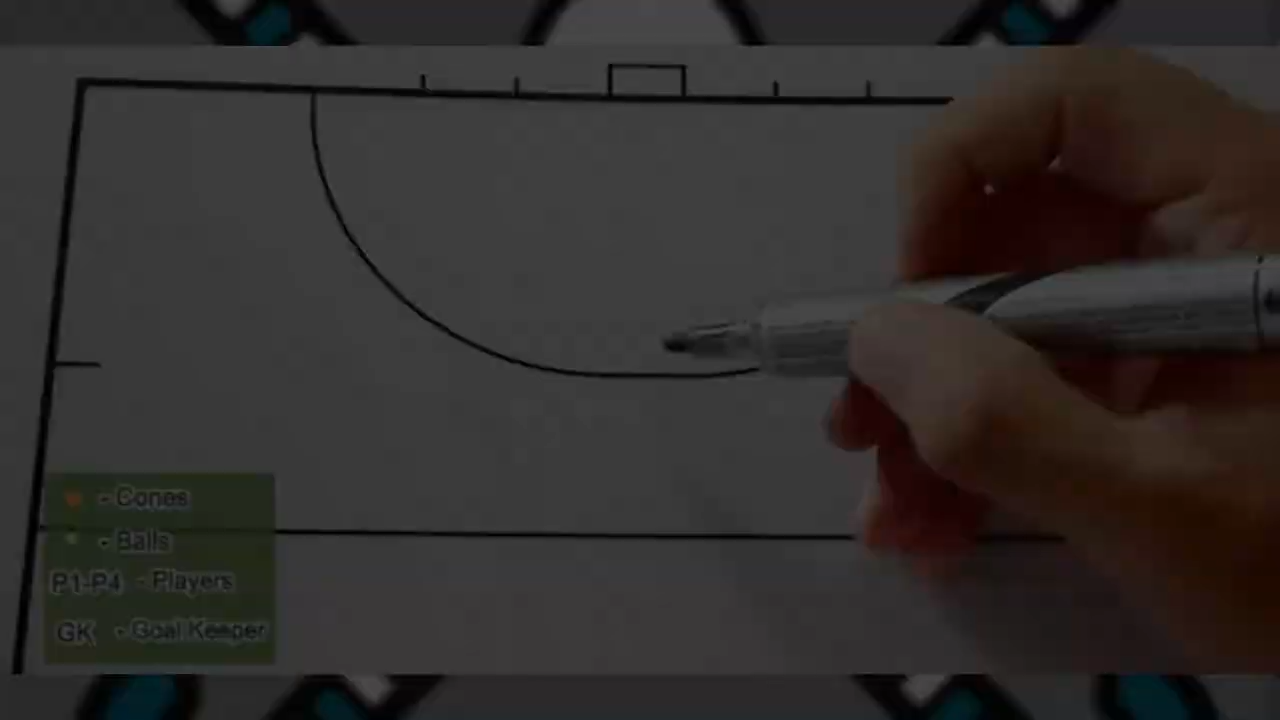 - Cones
- Balls
P1-P4 - Players
GK - Goal Keeper